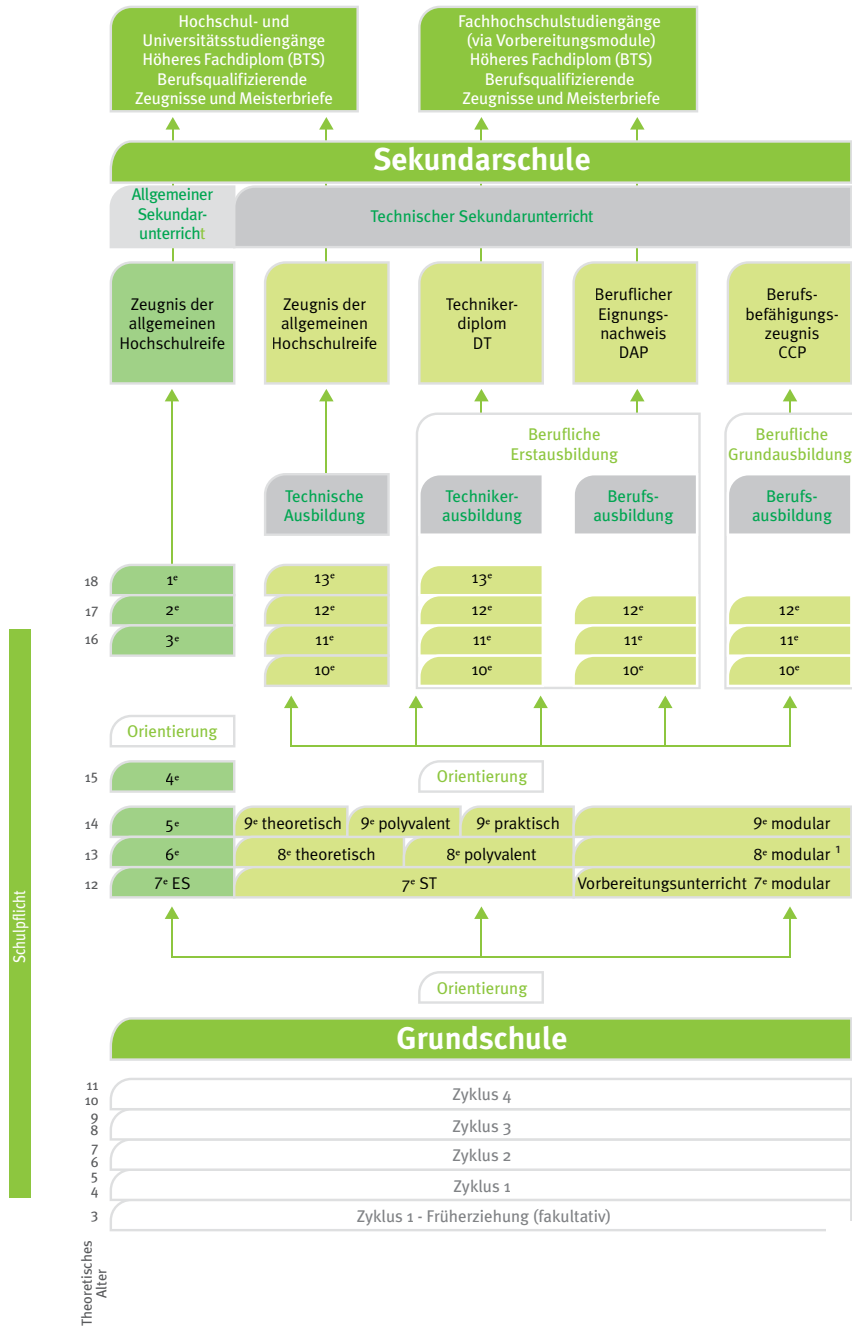 Hochschul- und
Universitätsstudiengänge
Höheres Fachdiplom (BTS)
Berufsqualifizierende
Zeugnisse und Meisterbriefe
Fachhochschulstudiengänge
(via Vorbereitungsmodule)
Höheres Fachdiplom (BTS)
Berufsqualifizierende
Zeugnisse und Meisterbriefe
Sekundarschule
Allgemeiner
Sekundar-
unterricht
Technischer Sekundarunterricht
Zeugnis der
allgemeinen
Hochschulreife
Zeugnis der
allgemeinen
Hochschulreife
Techniker-
diplom
DT
Beruflicher
Eignungs-
nachweis
DAP
Berufs-
befähigungs-
zeugnis
CCP
Berufliche
Erstausbildung
Berufliche
Grundausbildung
Technische
Ausbildung
Techniker-
ausbildung
Berufs-
ausbildung
Berufs-
ausbildung
18 1e 13e 13e
17 2e 12e 12e 12e 12e
16 3e 11e 11e 11e 11e
10e 10e 10e 10e
Orientierung
15 4e Orientierung
14 5e 9e theoretisch 9e polyvalent 9e praktisch 9e modular
13 6e 8e theoretisch 8e polyvalent 8e modular 1
12 7e ES 7e ST Vorbereitungsunterricht 7e modular
Schulpflicht
Orientierung
Grundschule
11
10
Zyklus 4
9
8
Zyklus 3
7
6
Zyklus 2
5
4
Zyklus 1
3 Zyklus 1 - Früherziehung (fakultativ)
Theoretisches
Alter